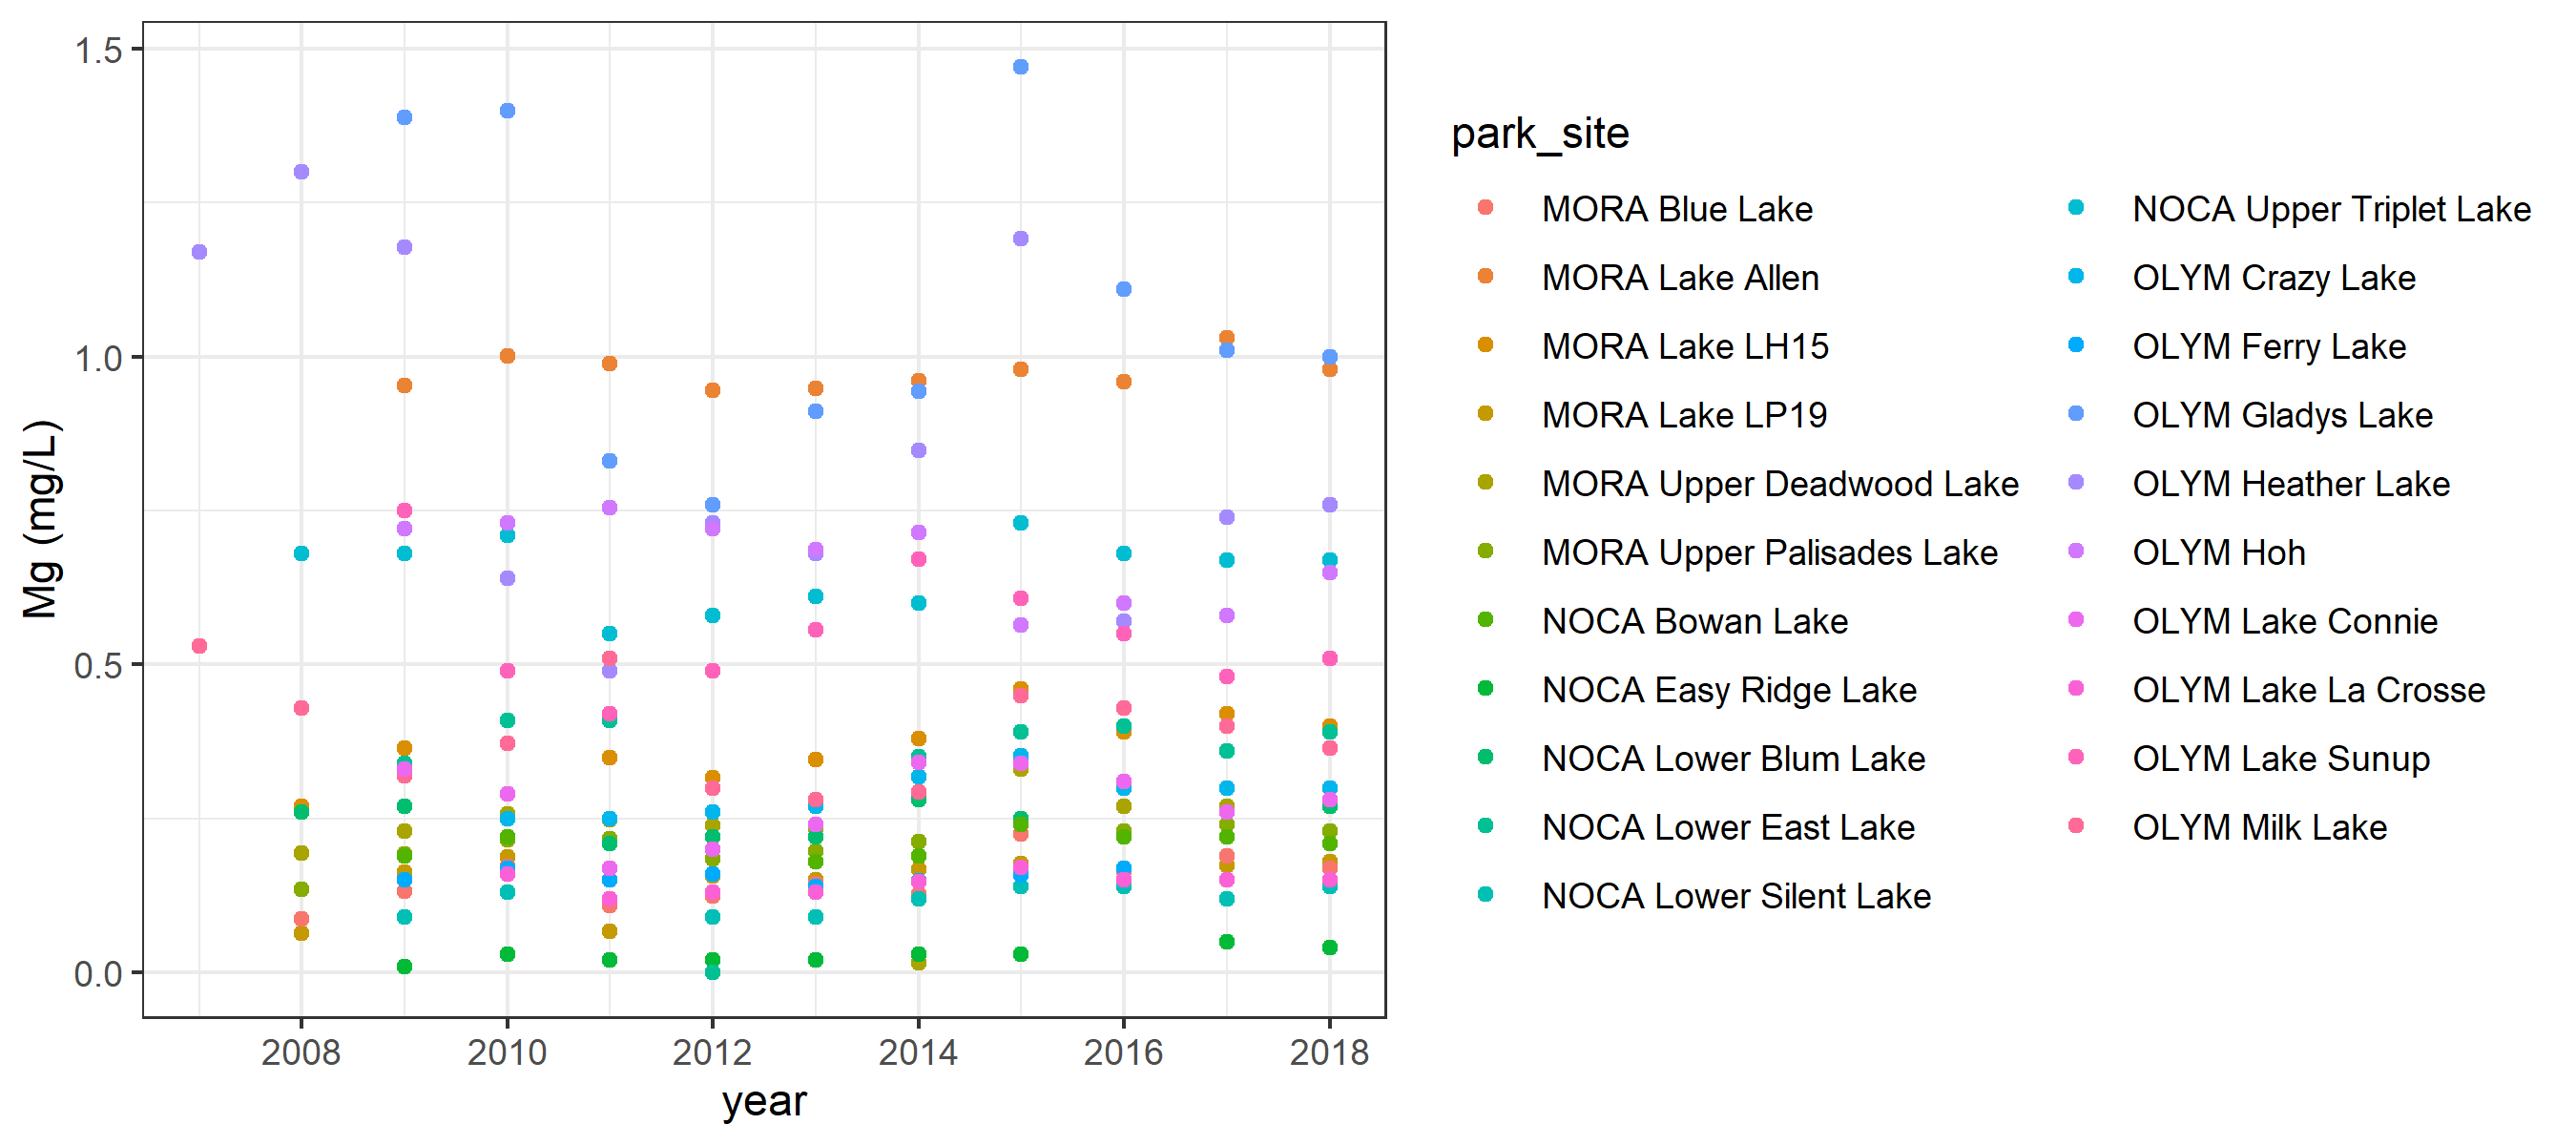 1.5
1.0
0.5
0.0
Mg (mg/L)
2008 2010 2012 2014 2016 2018
year
park_site
MORA Blue Lake
MORA Lake Allen
MORA Lake LH15
MORA Lake LP19
MORA Upper Deadwood Lake
MORA Upper Palisades Lake
NOCA Bowan Lake
NOCA Easy Ridge Lake
NOCA Lower Blum Lake
NOCA Lower East Lake
NOCA Lower Silent Lake
NOCA Upper Triplet Lake
OLYM Crazy Lake
OLYM Ferry Lake
OLYM Gladys Lake
OLYM Heather Lake
OLYM Hoh
OLYM Lake Connie
OLYM Lake La Crosse
OLYM Lake Sunup
OLYM Milk Lake